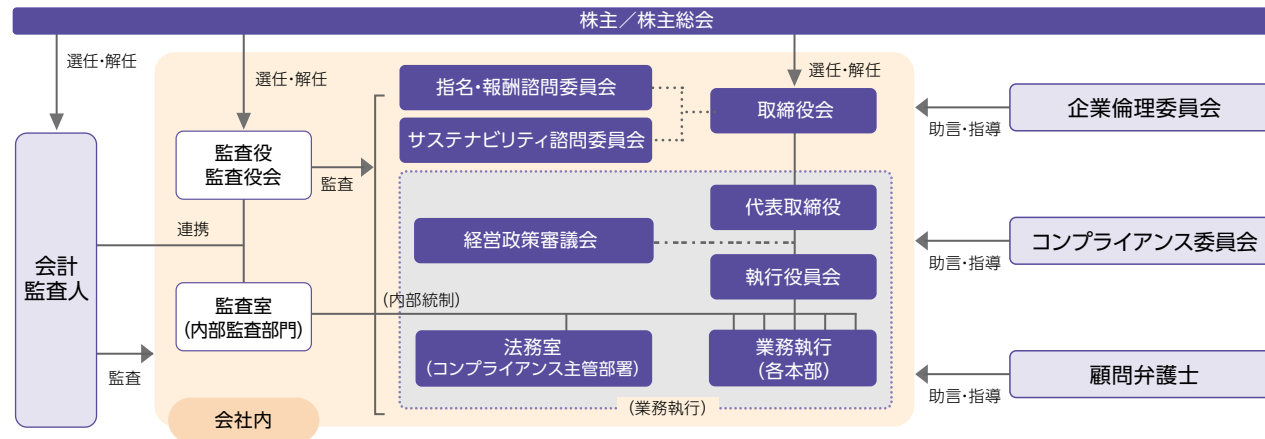 株主／株主総会
選任・解任
選任・解任
選任・解任
指名・報酬諮問委員会
サステナビリティ諮問委員会
取締役会
企業倫理委員会
助言・指導
監査役
監査役会
監査
連携
会計
監査人
監査
監査室
（内部監査部門）
（内部統制）
代表取締役
経営政策審議会
執行役員会
コンプライアンス委員会
助言・指導
法務室
（コンプライアンス主管部署）
業務執行
（各本部）
顧問弁護士
助言・指導
（業務執行）
会社内